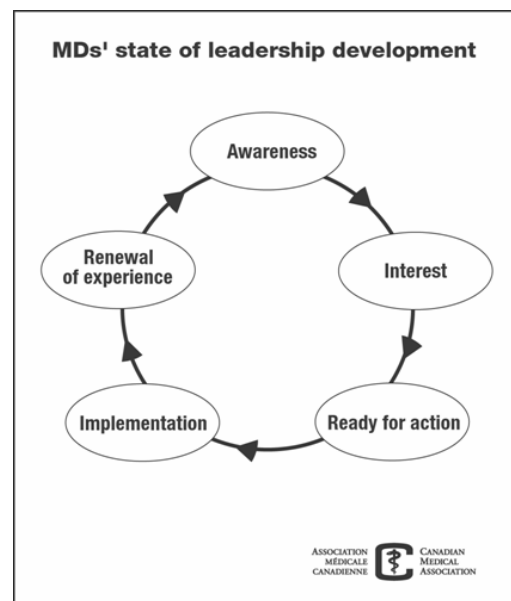 MDs' state of leadership development
Awareness
Interest
Ready for action
Implementation
Renewal
of experience
ASSOCIATION
MÉDICALE
CANADIENNE
CANADIAN
MEDICAL
ASSOCIATION